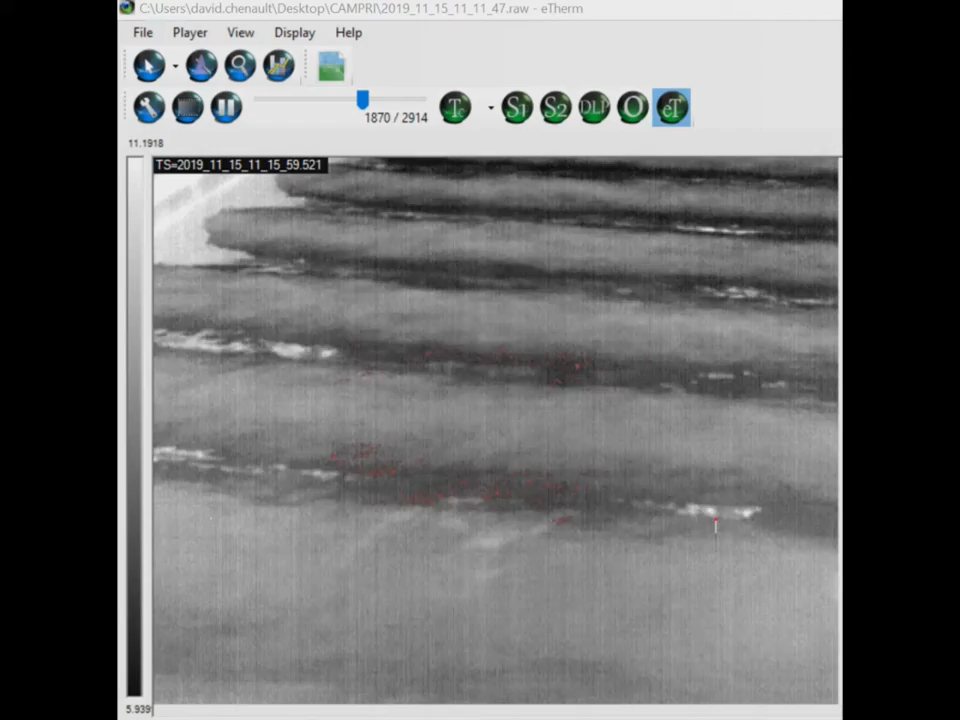 C:\Users\david.chenault\Desktop\CAMPRI\2019_11_15_11_11_47.raw - eTherm
File Player View Display Help
1870 / 2914
Tc S1 S2 DLP O eT
11.1918
TS=2019_11_15_11_15_59.521
5.939